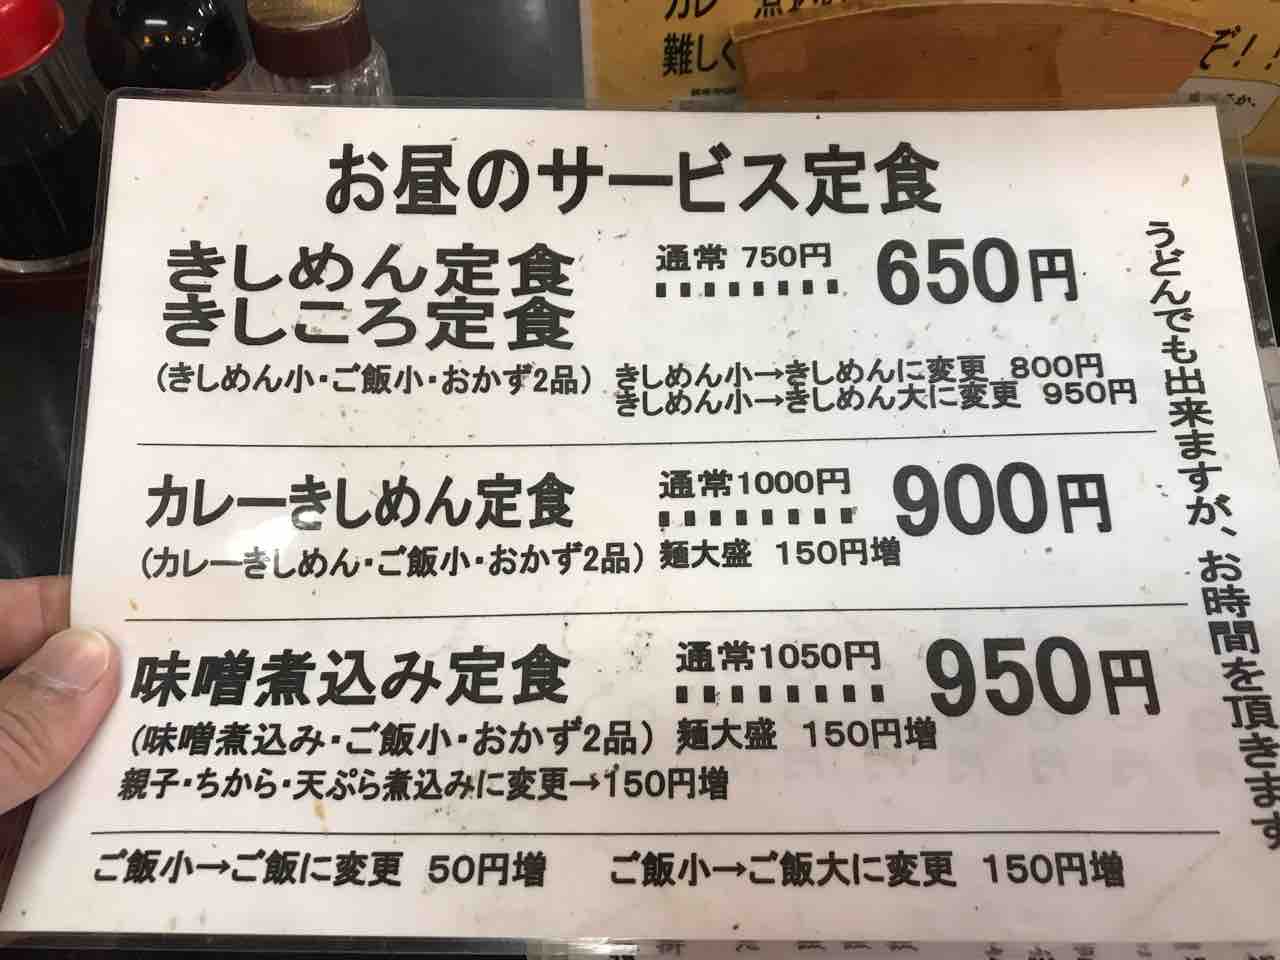 難しく
ぞ!!
お昼のサービス定食
きしめん定食
きしころ定食
通常 750円
650円
(きしめん小・ご飯小・おかず2品)
きしめん小→きしめんに変更 800円
きしめん小→きしめん大に変更 950円
カレーきしめん定食
通常1000円
900円
(カレーきしめん・ご飯小・おかず2品)
麺大盛 150円増
味噌煮込み定食
通常1050円
950円
(味噌煮込み・ご飯小・おかず2品)
麺大盛 150円増
親子・ちから・天ぷら煮込みに変更→150円増
ご飯小→ご飯に変更 50円増
ご飯小→ご飯大に変更 150円増
うどんでも出来ますが、お時間を頂きます